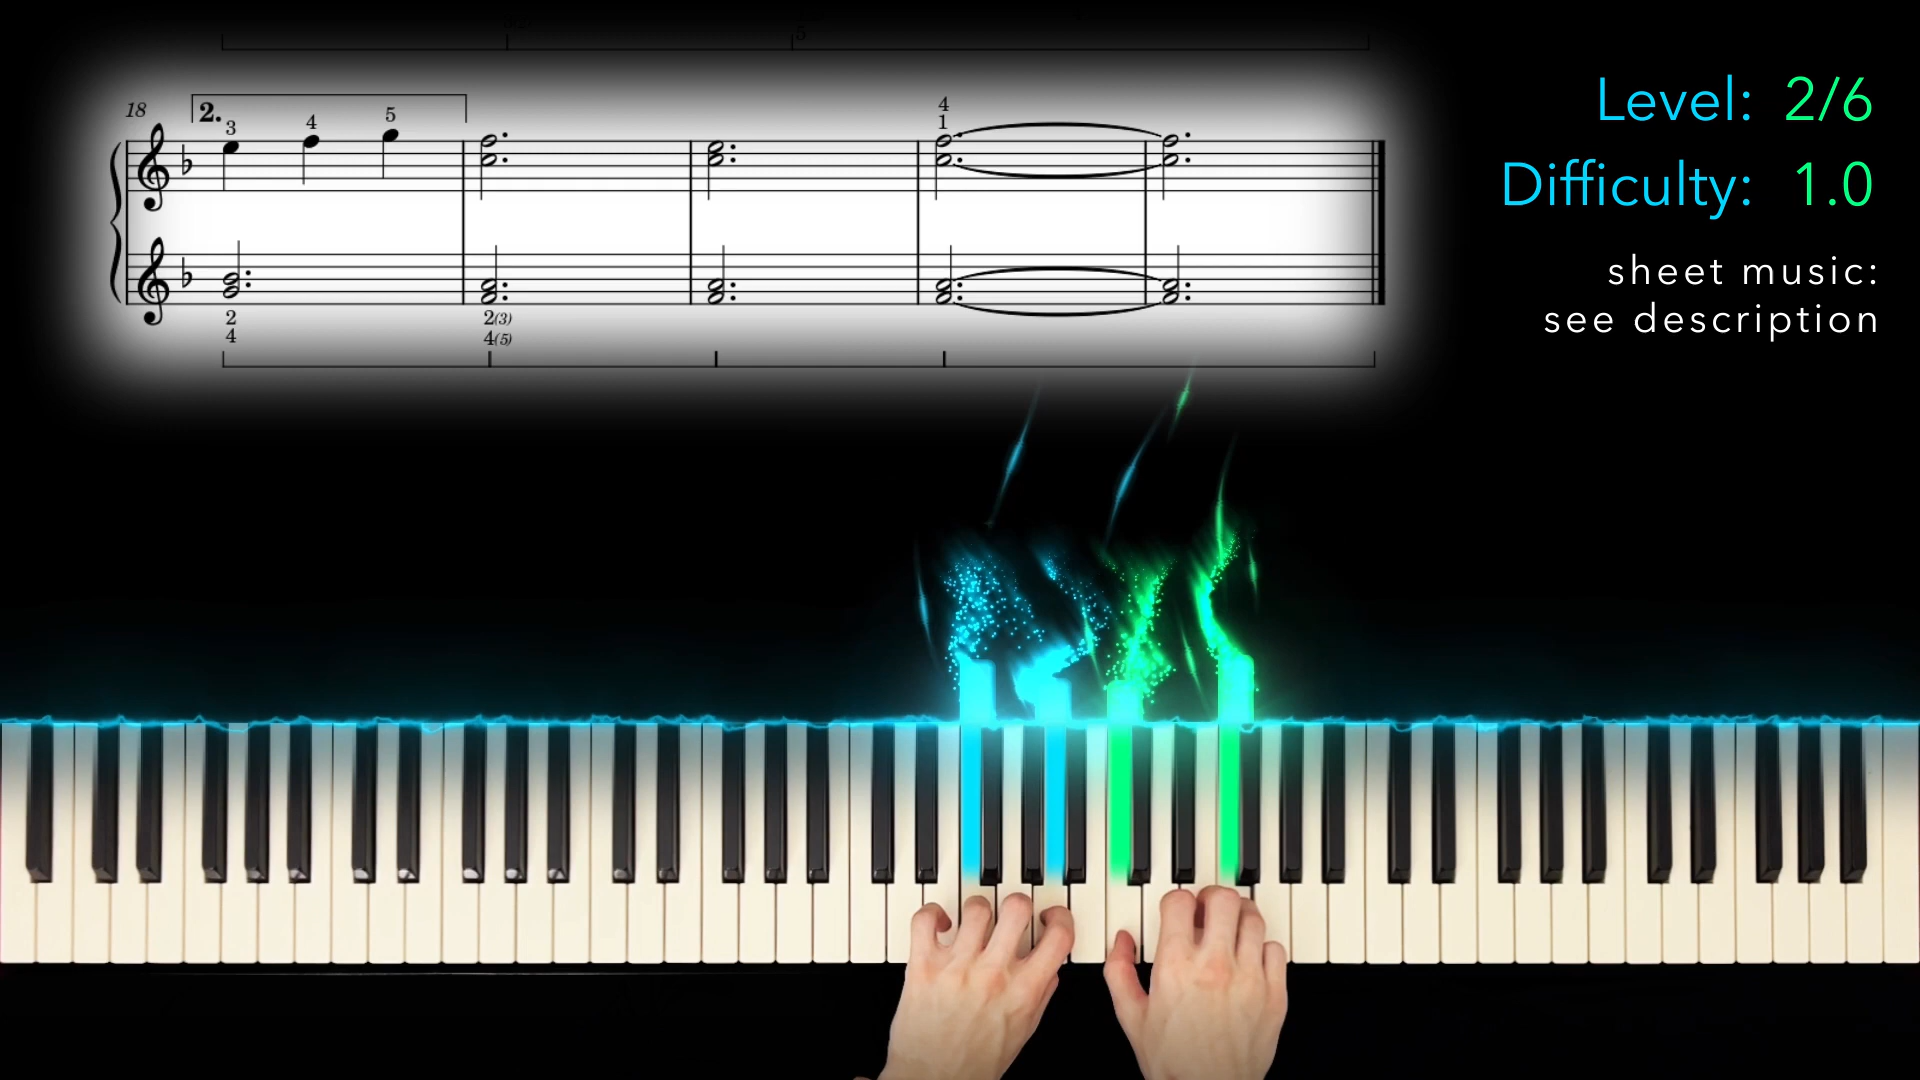 5
18 2. 3 4 5
4
1
2 2(3)
4 4(5)
Level: 2/6
Difficulty: 1.0
sheet music:
see description